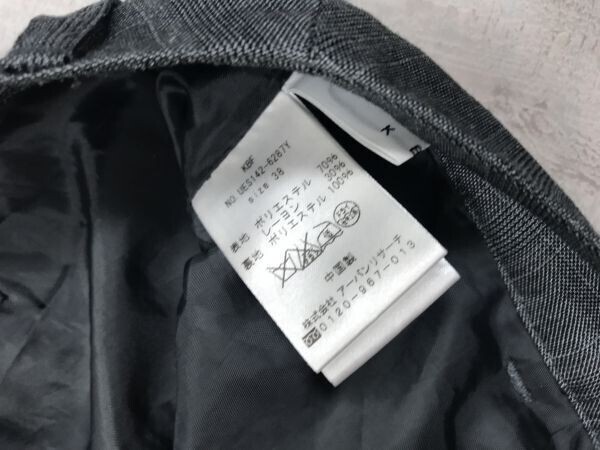 K B
KBF
NO.UES142-6267Y
size 38
表地 ポリエステル 70%
レーヨン 30%
裏地 ポリエステル 100%
中国製
株式会社 アーバンリサーチ
0120-967-013